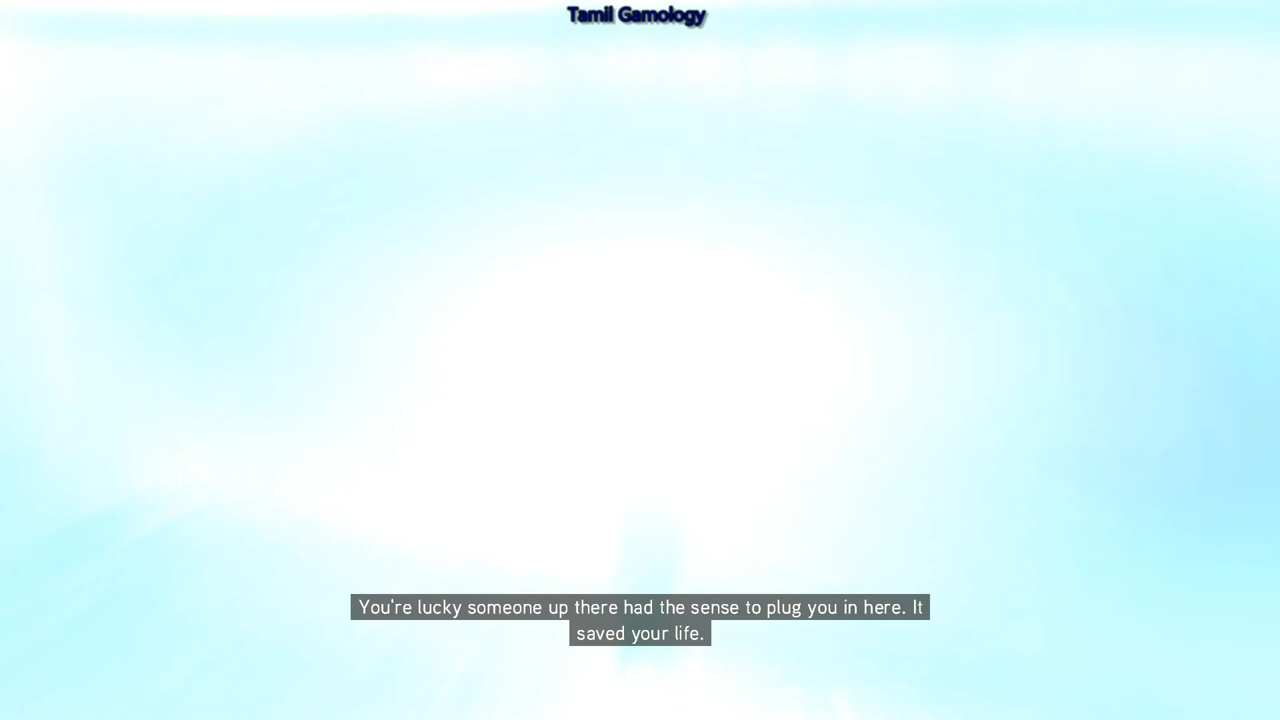 Tamil Gamology
You're lucky someone up there had the sense to plug you in here. It
saved your life.